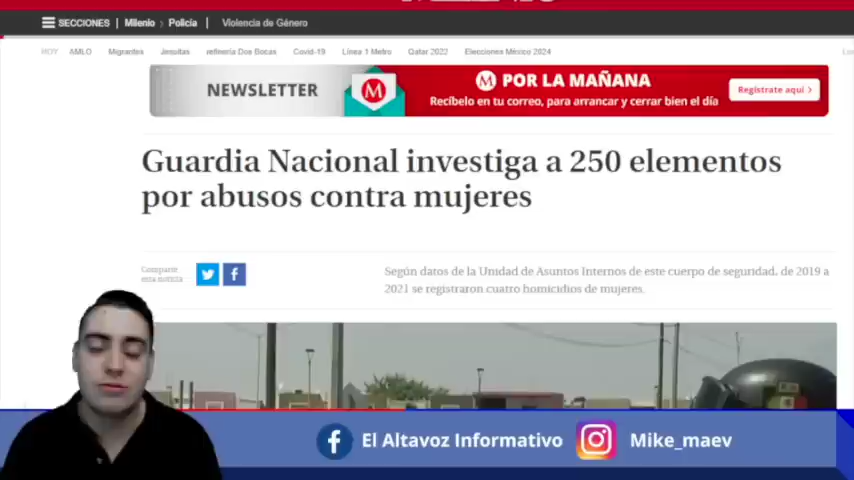 SECCIONES | Milenio > Policía | Violencia de Género
HOY AMLO Migrantes Jesuitas refinería Dos Bocas Covid-19 Línea 1 Metro Qatar 2022 Elecciones México 2024
NEWSLETTER
M
M POR LA MAÑANA
Recíbelo en tu correo, para arrancar y cerrar bien el día
Regístrate aquí >
Guardia Nacional investiga a 250 elementos
por abusos contra mujeres
Comparte
esta noticia
Según datos de la Unidad de Asuntos Internos de este cuerpo de seguridad, de 2019 a
2021 se registraron cuatro homicidios de mujeres.
El Altavoz Informativo
Mike_maev